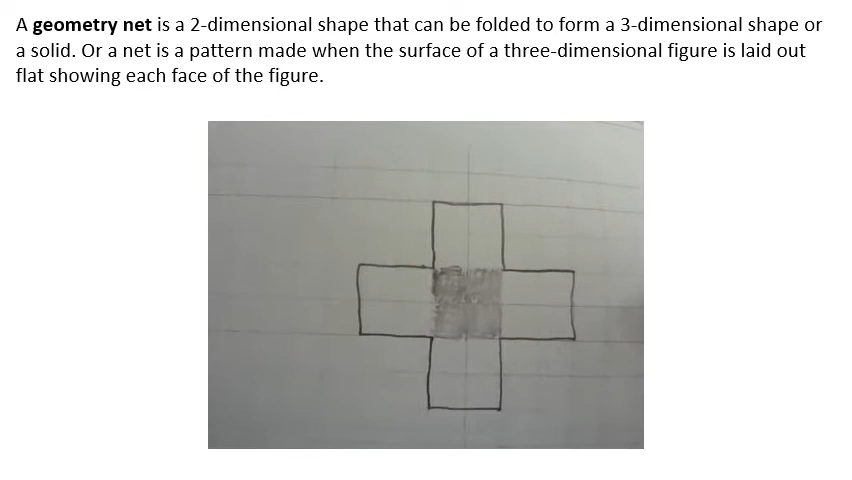 A geometry net is a 2-dimensional shape that can be folded to form a 3-dimensional shape or
a solid. Or a net is a pattern made when the surface of a three-dimensional figure is laid out
flat showing each face of the figure.